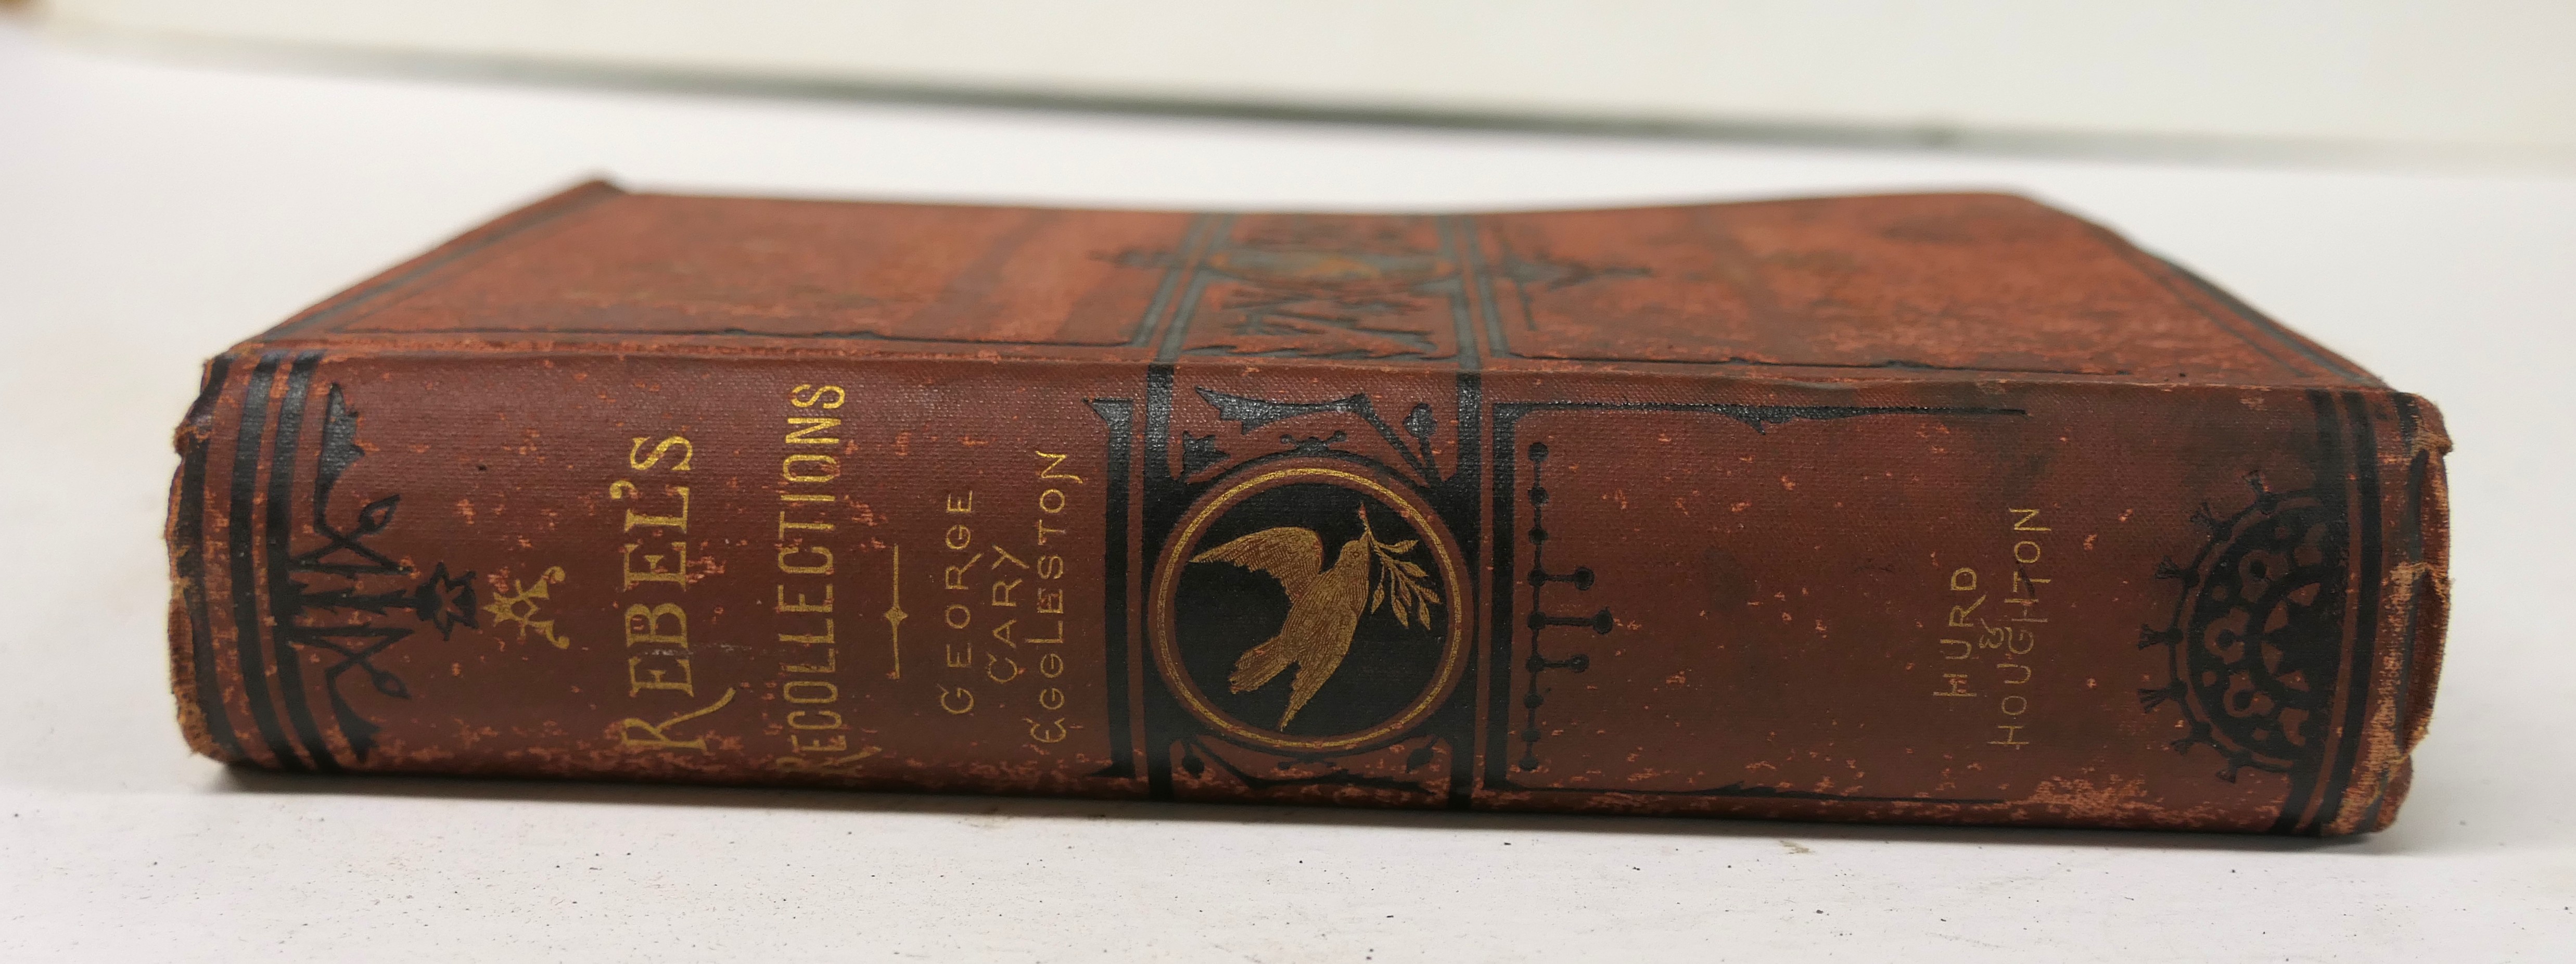 A
REBEL'S
RECOLLECTIONS
GEORGE
CARY
EGGLESTON
HURD
&
HOUGHTON